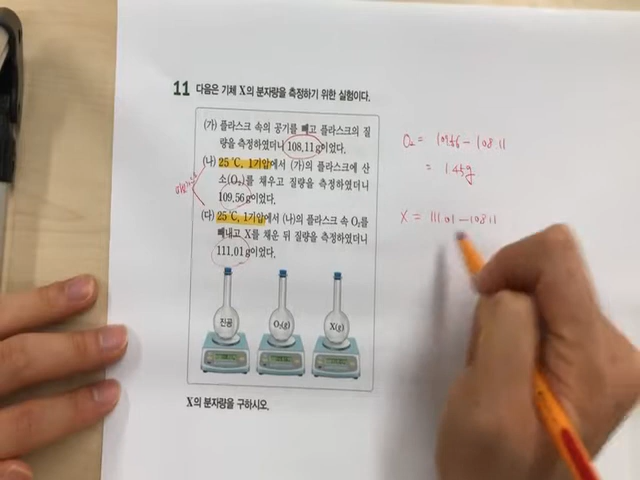 11 다음은 기체 X의 분자량을 측정하기 위한 실험이다.
(가) 플라스크 속의 공기를 빼고 플라스크의 질
량을 측정하였더니 108.11 g이었다.
(나) 25 ℃, 1기압에서 (가)의 플라스크에 산
소(O₂)를 채우고 질량을 측정하였더니
109.56 g이었다.
(다) 25 ℃, 1기압에서 (나)의 플라스크 속 O₂를
빼내고 X를 채운 뒤 질량을 측정하였더니
111.01 g이었다.
진공
O₂(g)
X(g)
X의 분자량을 구하시오.
O₂ = 109.56 - 108.11
= 1.45g
X = 111.01 - 108.11